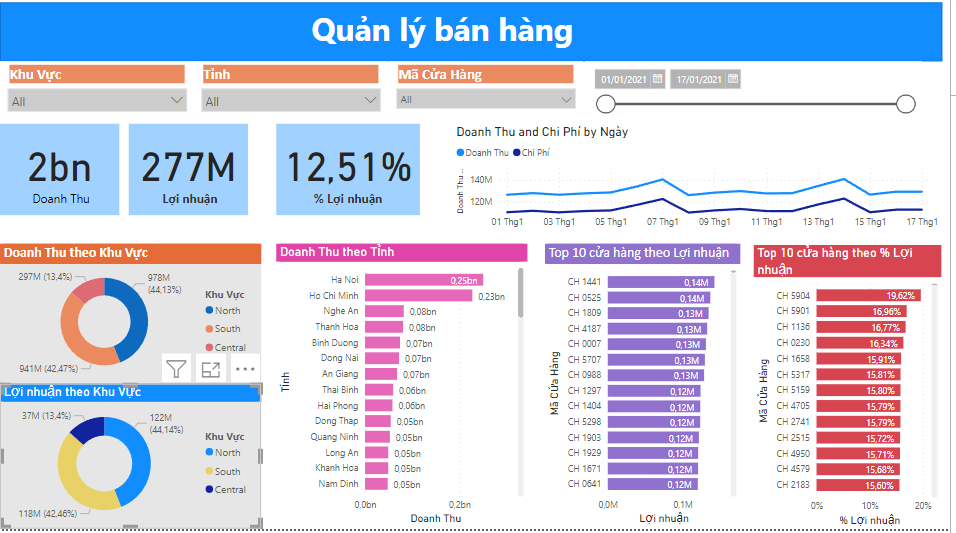 Quản lý bán hàng
Khu Vực
Tỉnh
Mã Cửa Hàng
All
All
All
01/01/2021
17/01/2021
2bn
Doanh Thu
277M
Lợi nhuận
12,51%
% Lợi nhuận
Doanh Thu and Chi Phí by Ngày
Doanh Thu
Chi Phí
Doanh Thu...
140M
120M
01 Thg1
03 Thg1
05 Thg1
07 Thg1
09 Thg1
11 Thg1
13 Thg1
15 Thg1
17 Thg1
Doanh Thu theo Khu Vực
297M (13,4%)
978M
(44,13%)
941M (42,47%)
Khu Vực
North
South
Central
Lợi nhuận theo Khu Vực
37M (13,4%)
122M
(44,14%)
118M (42,46%)
Khu Vực
North
South
Central
Doanh Thu theo Tỉnh
Tỉnh
Ha Noi 0,25bn
Ho Chi Minh 0,23bn
Nghe An 0,08bn
Thanh Hoa 0,08bn
Binh Duong 0,07bn
Dong Nai 0,07bn
An Giang 0,07bn
Thai Binh 0,06bn
Hai Phong 0,06bn
Dong Thap 0,05bn
Quang Ninh 0,05bn
Long An 0,05bn
Khanh Hoa 0,05bn
Nam Dinh 0,05bn
0,0bn 0,2bn
Doanh Thu
Top 10 cửa hàng theo Lợi nhuận
Mã Cửa Hàng
CH 1441 0,14M
CH 0525 0,14M
CH 1809 0,13M
CH 4187 0,13M
CH 0007 0,13M
CH 5707 0,13M
CH 0988 0,13M
CH 1297 0,12M
CH 1404 0,12M
CH 5298 0,12M
CH 1903 0,12M
CH 1929 0,12M
CH 1671 0,12M
CH 0641 0,12M
0,0M 0,1M
Lợi nhuận
Top 10 cửa hàng theo % Lợi
nhuận
Mã Cửa Hàng
CH 5904 19,62%
CH 5901 16,96%
CH 1136 16,77%
CH 0230 16,34%
CH 1658 15,91%
CH 5317 15,81%
CH 5159 15,80%
CH 4705 15,79%
CH 2741 15,79%
CH 2515 15,72%
CH 4950 15,71%
CH 4579 15,68%
CH 2183 15,60%
0% 10% 20%
% Lợi nhuận